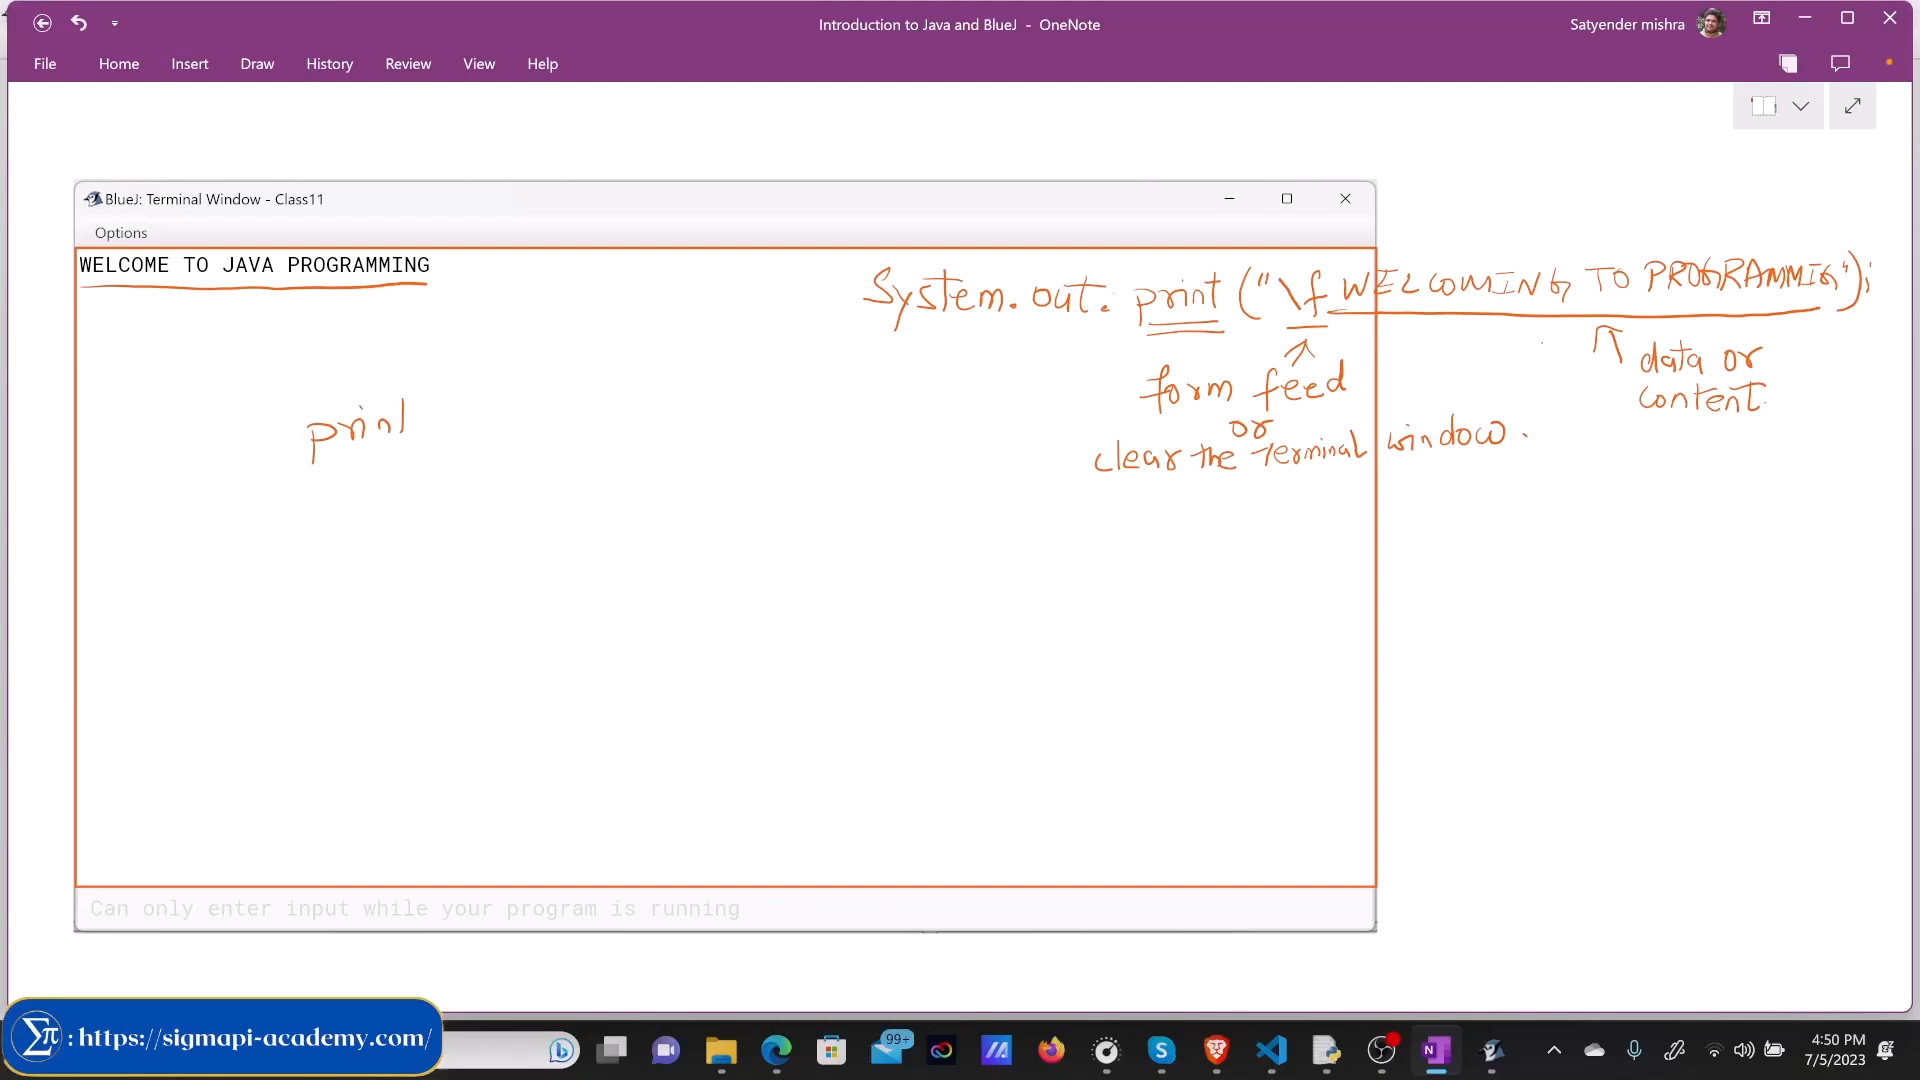 Introduction to Java and BlueJ - OneNote
Satyender mishra
File Home Insert Draw History Review View Help
BlueJ: Terminal Window - Class11
Options
WELCOME TO JAVA PROGRAMMING
System.out.print("\f WELCOMING TO PROGRAMMIG");
form feed
or
clear the Terminal window.
data or
content
print
Can only enter input while your program is running
Σπ : https://sigmapi-academy.com/
99+
N
4:50 PM
7/5/2023